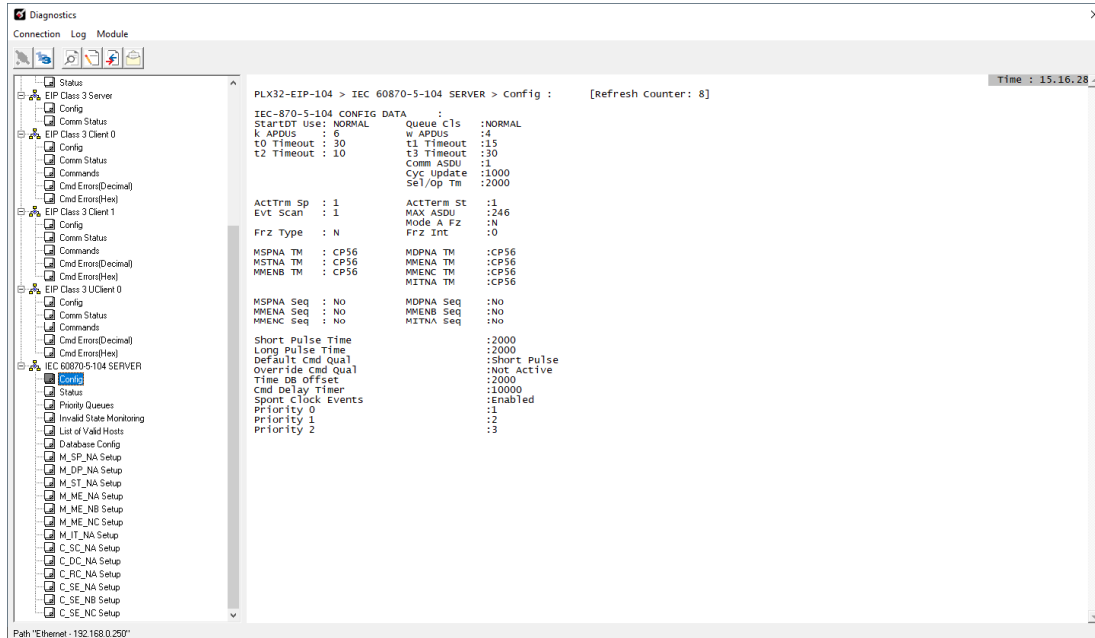 Diagnostics
Connection Log Module
Status
EIP Class 3 Server
Config
Comm Status
EIP Class 3 Client 0
Config
Comm Status
Commands
Cmd Errors(Decimal)
Cmd Errors(Hex)
EIP Class 3 Client 1
Config
Comm Status
Commands
Cmd Errors(Decimal)
Cmd Errors(Hex)
EIP Class 3 UClient 0
Config
Comm Status
Commands
Cmd Errors(Decimal)
Cmd Errors(Hex)
IEC 60870-5-104 SERVER
Config
Status
Priority Queues
Invalid State Monitoring
List of Valid Hosts
Database Config
M_SP_NA Setup
M_DP_NA Setup
M_ST_NA Setup
M_ME_NA Setup
M_ME_NB Setup
M_ME_NC Setup
M_IT_NA Setup
C_SC_NA Setup
C_DC_NA Setup
C_RC_NA Setup
C_SE_NA Setup
C_SE_NB Setup
C_SE_NC Setup
Time : 15.16.28
PLX32-EIP-104 > IEC 60870-5-104 SERVER > Config : [Refresh Counter: 8]
IEC-870-5-104 CONFIG DATA :
StartDT Use: NORMAL Queue Cls :NORMAL
k APDUs : 6 w APDUs :4
t0 Timeout : 30 t1 Timeout :15
t2 Timeout : 10 t3 Timeout :30
Comm ASDU :1
Cyc Update :1000
Sel/Op Tm :2000
ActTrm Sp : 1 ActTerm St :1
Evt Scan : 1 MAX ASDU :246
Mode A Fz :N
Frz Type : N Frz Int :0
MSPNA TM : CP56 MDPNA TM :CP56
MSTNA TM : CP56 MMENA TM :CP56
MMENB TM : CP56 MMENC TM :CP56
MITNA TM :CP56
MSPNA Seq : No MDPNA Seq :No
MMENA Seq : No MMENB Seq :No
MMENC Seq : No MITNA Seq :No
Short Pulse Time :2000
Long Pulse Time :2000
Default Cmd Qual :Short Pulse
Override Cmd Qual :Not Active
Time DB Offset :2000
Cmd Delay Timer :10000
Spont Clock Events :Enabled
Priority 0 :1
Priority 1 :2
Priority 2 :3
Path "Ethernet - 192.168.0.250"